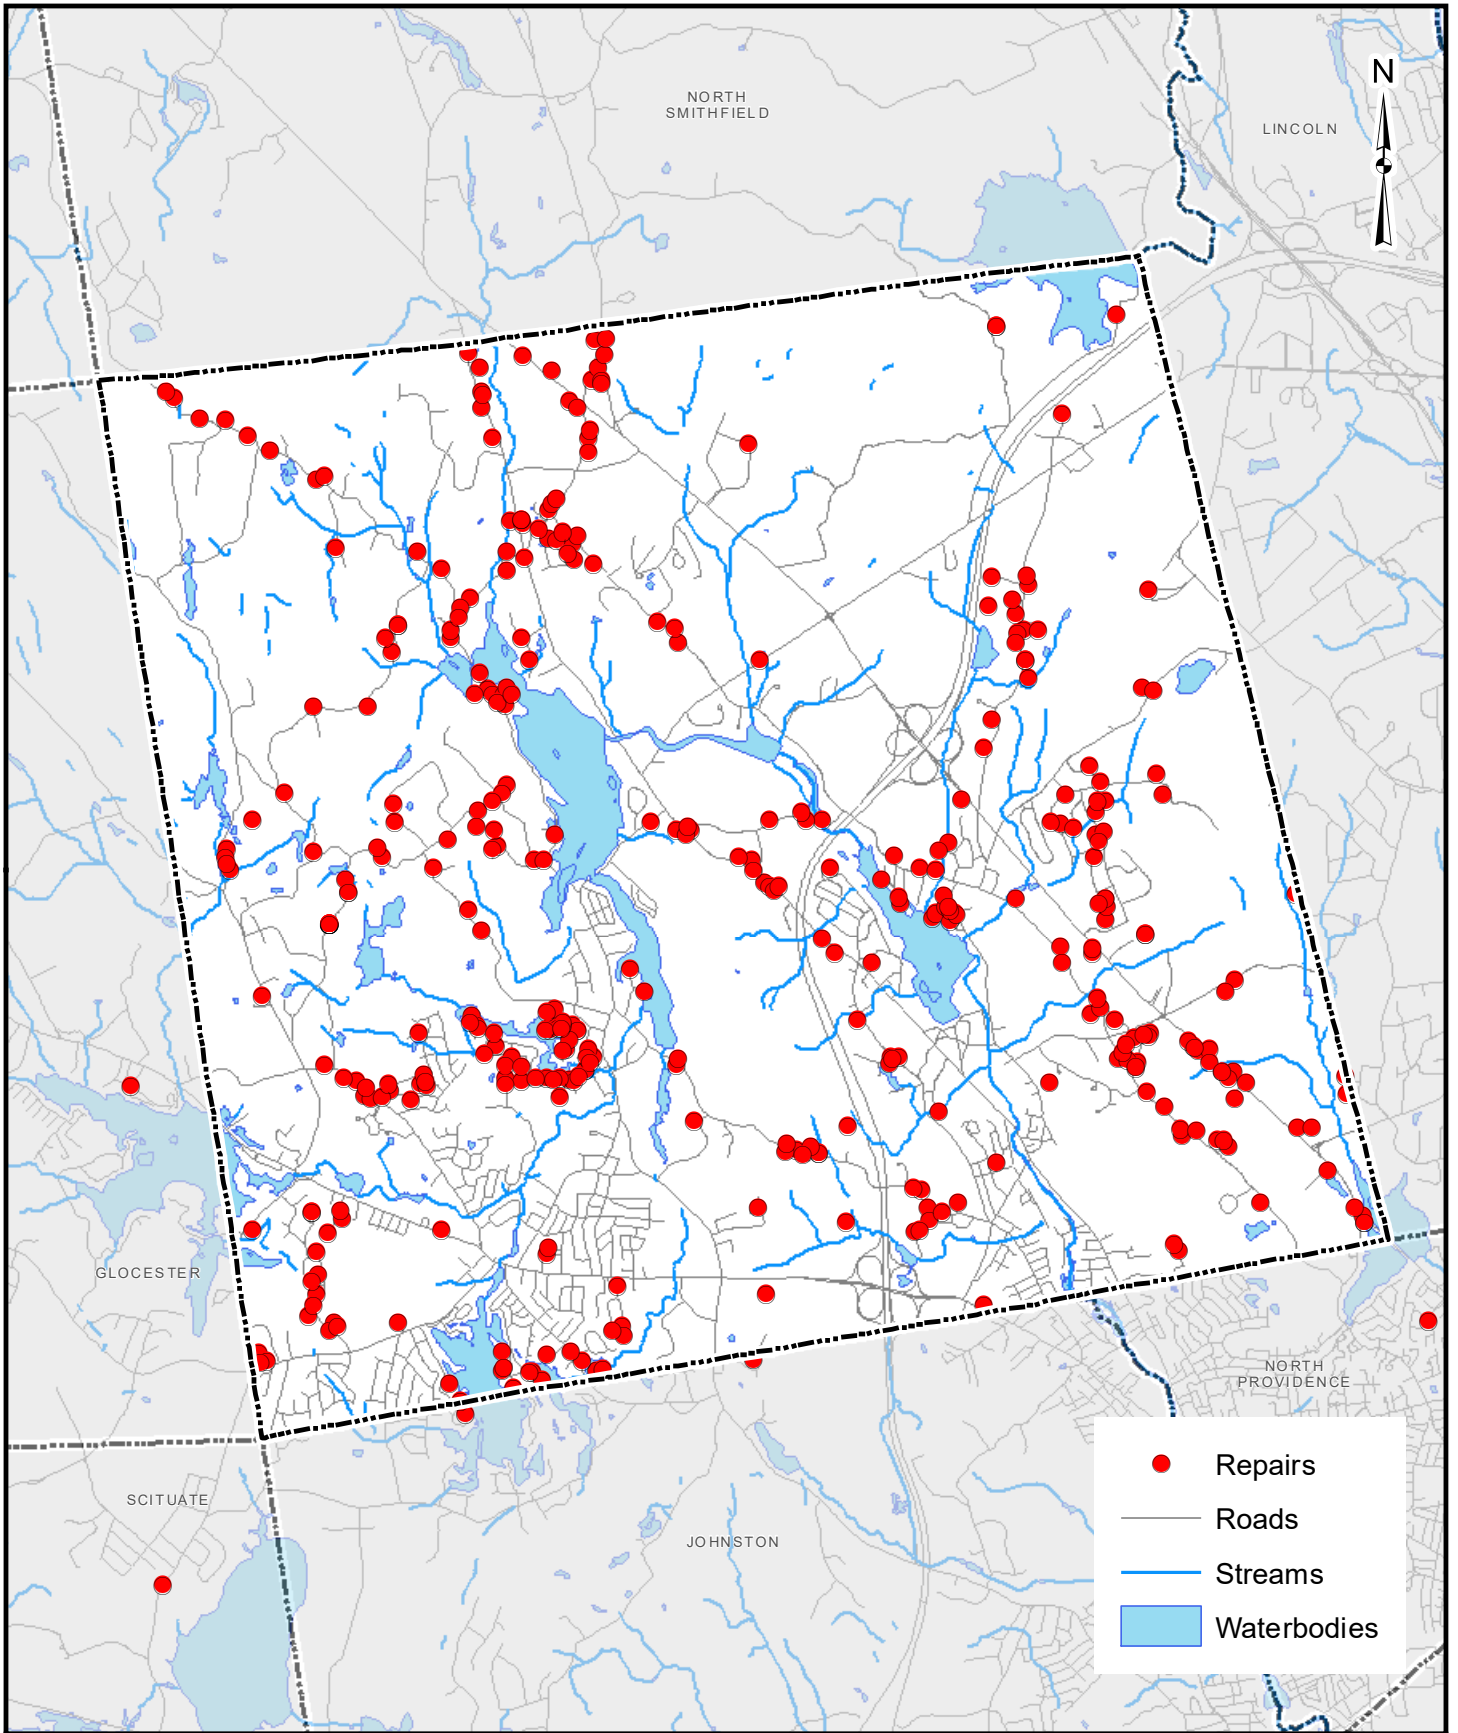 N
NORTH
SMITHFIELD
LINCOLN
GLOCESTER
NORTH
PROVIDENCE
SCITUATE
JOHNSTON
Repairs
Roads
Streams
Waterbodies